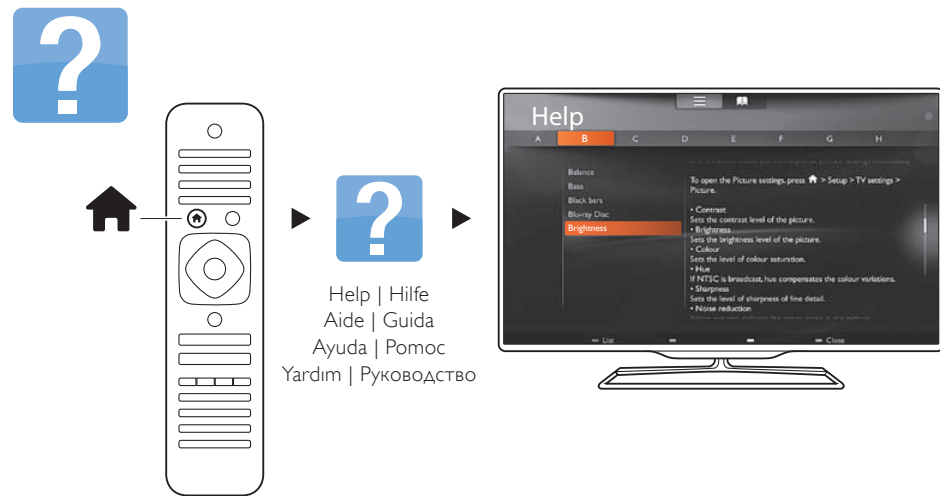 ?
?
Help | Hilfe
Aide | Guida
Ayuda | Pomoc
Yardım | Руководство
Help
A B C D E F G H
Balance
Bass
Black bars
Blu-ray Disc
Brightness
To open the Picture settings, press > Setup > TV settings >
Picture.
• Contrast
Sets the contrast level of the picture.
• Brightness
Sets the brightness level of the picture.
• Colour
Sets the level of colour saturation.
• Hue
If NTSC is broadcast, hue compensates the colour variations.
• Sharpness
Sets the level of sharpness of fine detail.
• Noise reduction
List
Close